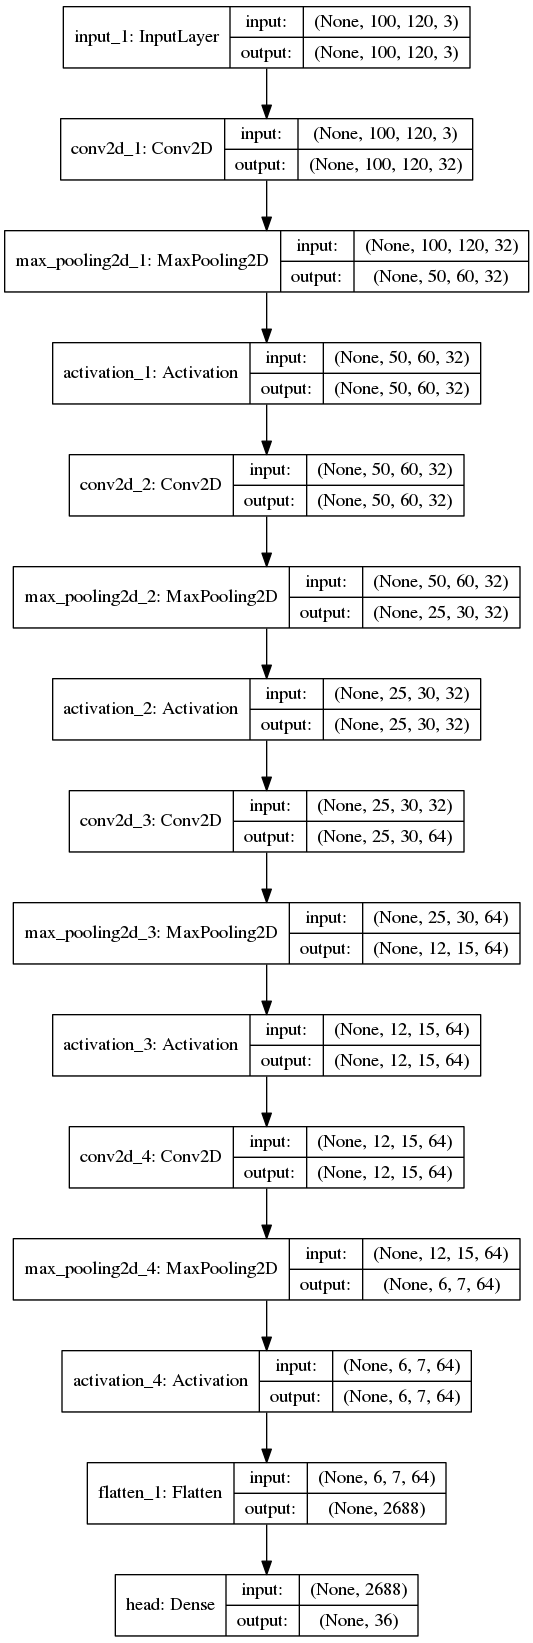 input_1: InputLayer input: (None, 100, 120, 3)
output: (None, 100, 120, 3)
conv2d_1: Conv2D input: (None, 100, 120, 3)
output: (None, 100, 120, 32)
max_pooling2d_1: MaxPooling2D input: (None, 100, 120, 32)
output: (None, 50, 60, 32)
activation_1: Activation input: (None, 50, 60, 32)
output: (None, 50, 60, 32)
conv2d_2: Conv2D input: (None, 50, 60, 32)
output: (None, 50, 60, 32)
max_pooling2d_2: MaxPooling2D input: (None, 50, 60, 32)
output: (None, 25, 30, 32)
activation_2: Activation input: (None, 25, 30, 32)
output: (None, 25, 30, 32)
conv2d_3: Conv2D input: (None, 25, 30, 32)
output: (None, 25, 30, 64)
max_pooling2d_3: MaxPooling2D input: (None, 25, 30, 64)
output: (None, 12, 15, 64)
activation_3: Activation input: (None, 12, 15, 64)
output: (None, 12, 15, 64)
conv2d_4: Conv2D input: (None, 12, 15, 64)
output: (None, 12, 15, 64)
max_pooling2d_4: MaxPooling2D input: (None, 12, 15, 64)
output: (None, 6, 7, 64)
activation_4: Activation input: (None, 6, 7, 64)
output: (None, 6, 7, 64)
flatten_1: Flatten input: (None, 6, 7, 64)
output: (None, 2688)
head: Dense input: (None, 2688)
output: (None, 36)